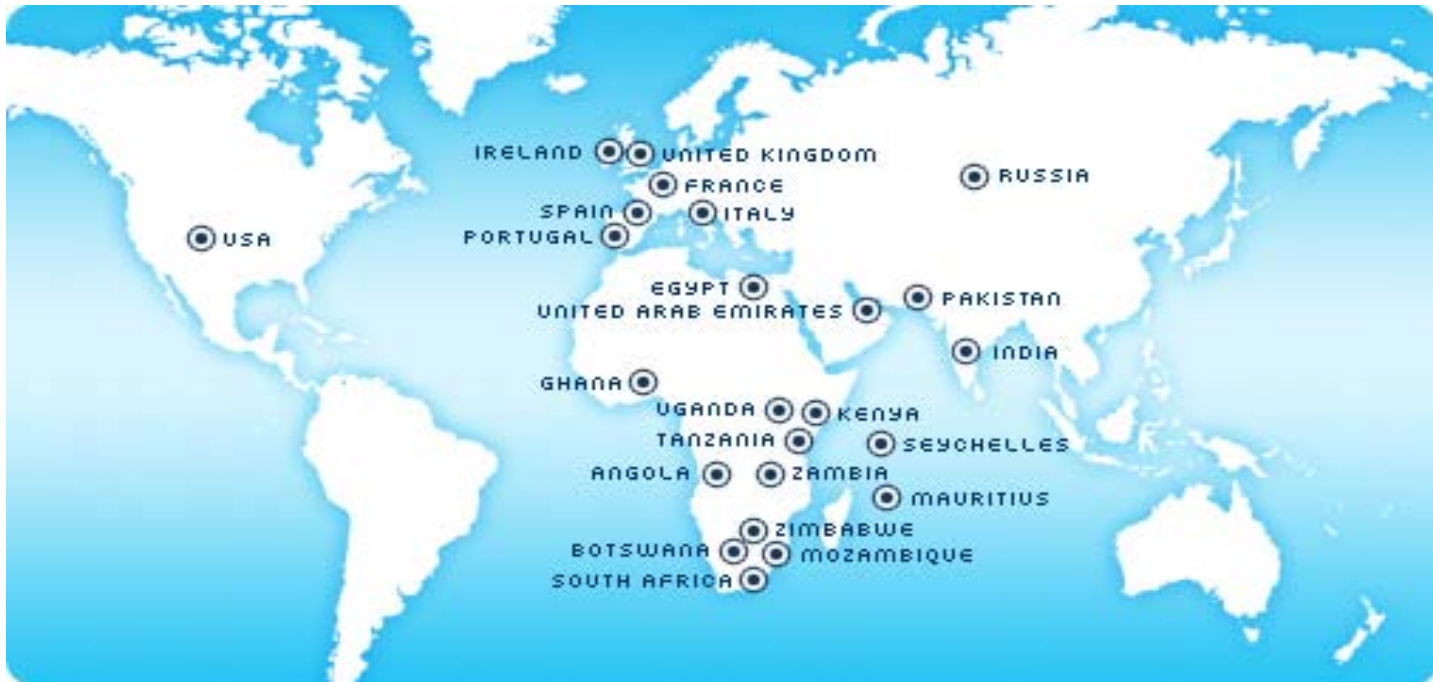 IRELAND
UNITED KINGDOM
FRANCE
RUSSIA
SPAIN
ITALY
PORTUGAL
USA
EGYPT
PAKISTAN
UNITED ARAB EMIRATES
INDIA
GHANA
UGANDA
KENYA
TANZANIA
SEYCHELLES
ANGOLA
ZAMBIA
MAURITIUS
ZIMBABWE
BOTSWANA
MOZAMBIQUE
SOUTH AFRICA